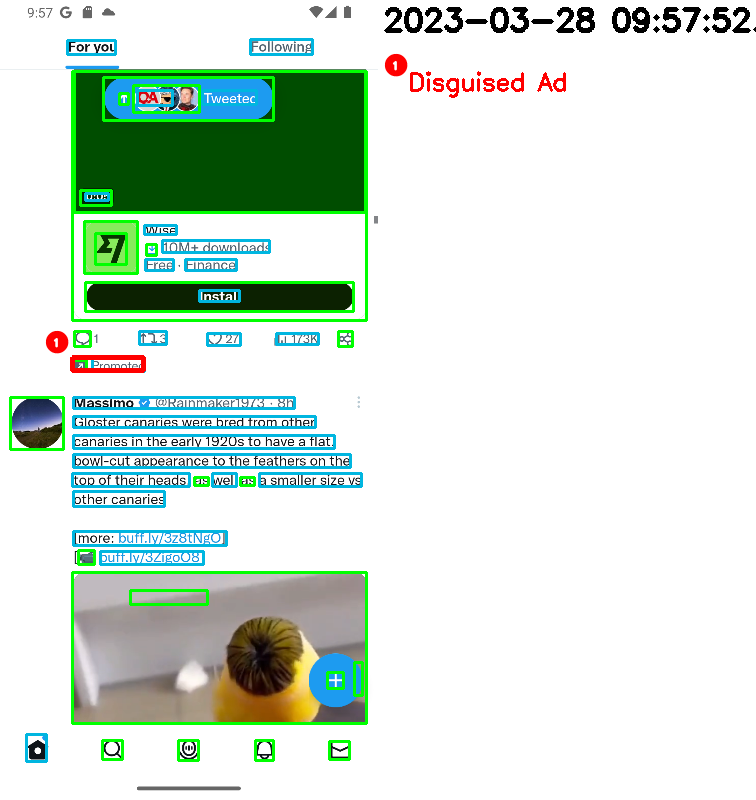 9:57
2023-03-28 09:57:52.
For you
Following
1
Disguised Ad
Tweeted
Wise
10M+ downloads
Free · Finance
Install
1
1 3
27
173K
1
Promoted
Massimo @Rainmaker1973 · 8h
Gloster canaries were bred from other
canaries in the early 1920s to have a flat,
bowl-cut appearance to the feathers on the
top of their heads as well as a smaller size vs
other canaries
[more: buff.ly/3z8tNgO]
[ buff.ly/3ZigoO8]